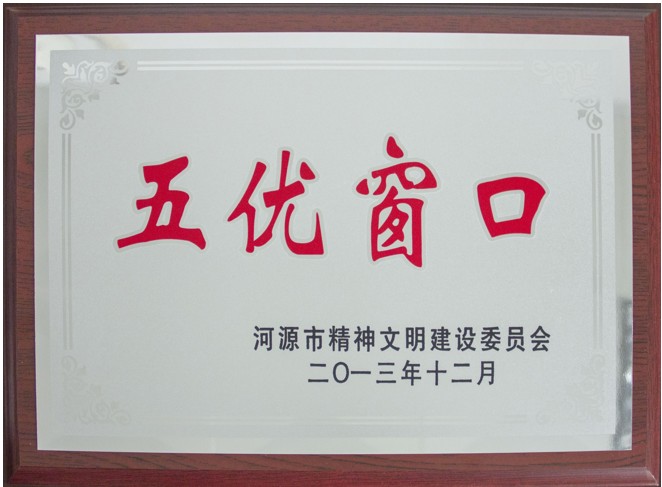 五优窗口
河源市精神文明建设委员会
二〇一三年十二月